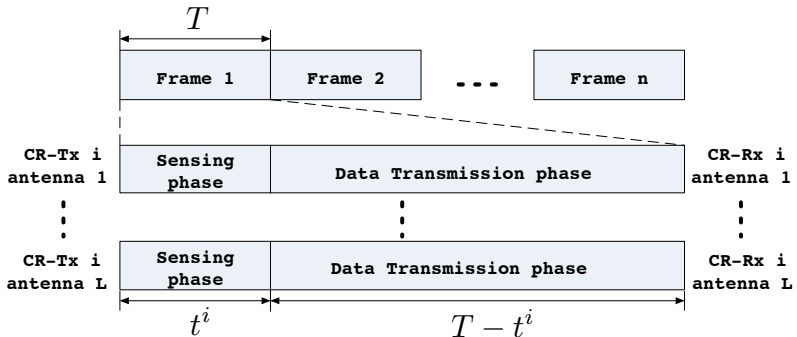 T
Frame 1 Frame 2 Frame n
CR-Tx i antenna 1
Sensing phase
Data Transmission phase
CR-Rx i antenna 1
CR-Tx i antenna L
Sensing phase
Data Transmission phase
CR-Rx i antenna L
t^i
T − t^i